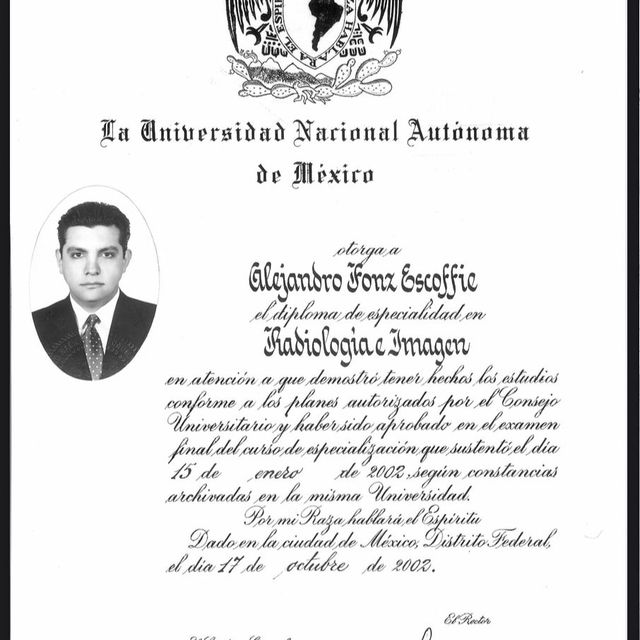 HABLARA EL ESPI
La Universidad Nacional Autónoma
de México
otorga a
Alejandro Fonz Escoffie
el diploma de especialidad en
Radiología e Imagen
en atención a que demostró tener hechos los estudios
conforme a los planes autorizados por el Consejo
Universitario y haber sido aprobado en el examen
final del curso de especialización que sustentó el día
15 de enero de 2002, según constancias
archivadas en la misma Universidad.
Por mi Raza hablará el Espíritu
Dado en la ciudad de México, Distrito Federal,
el día 17 de octubre de 2002.
El Rector